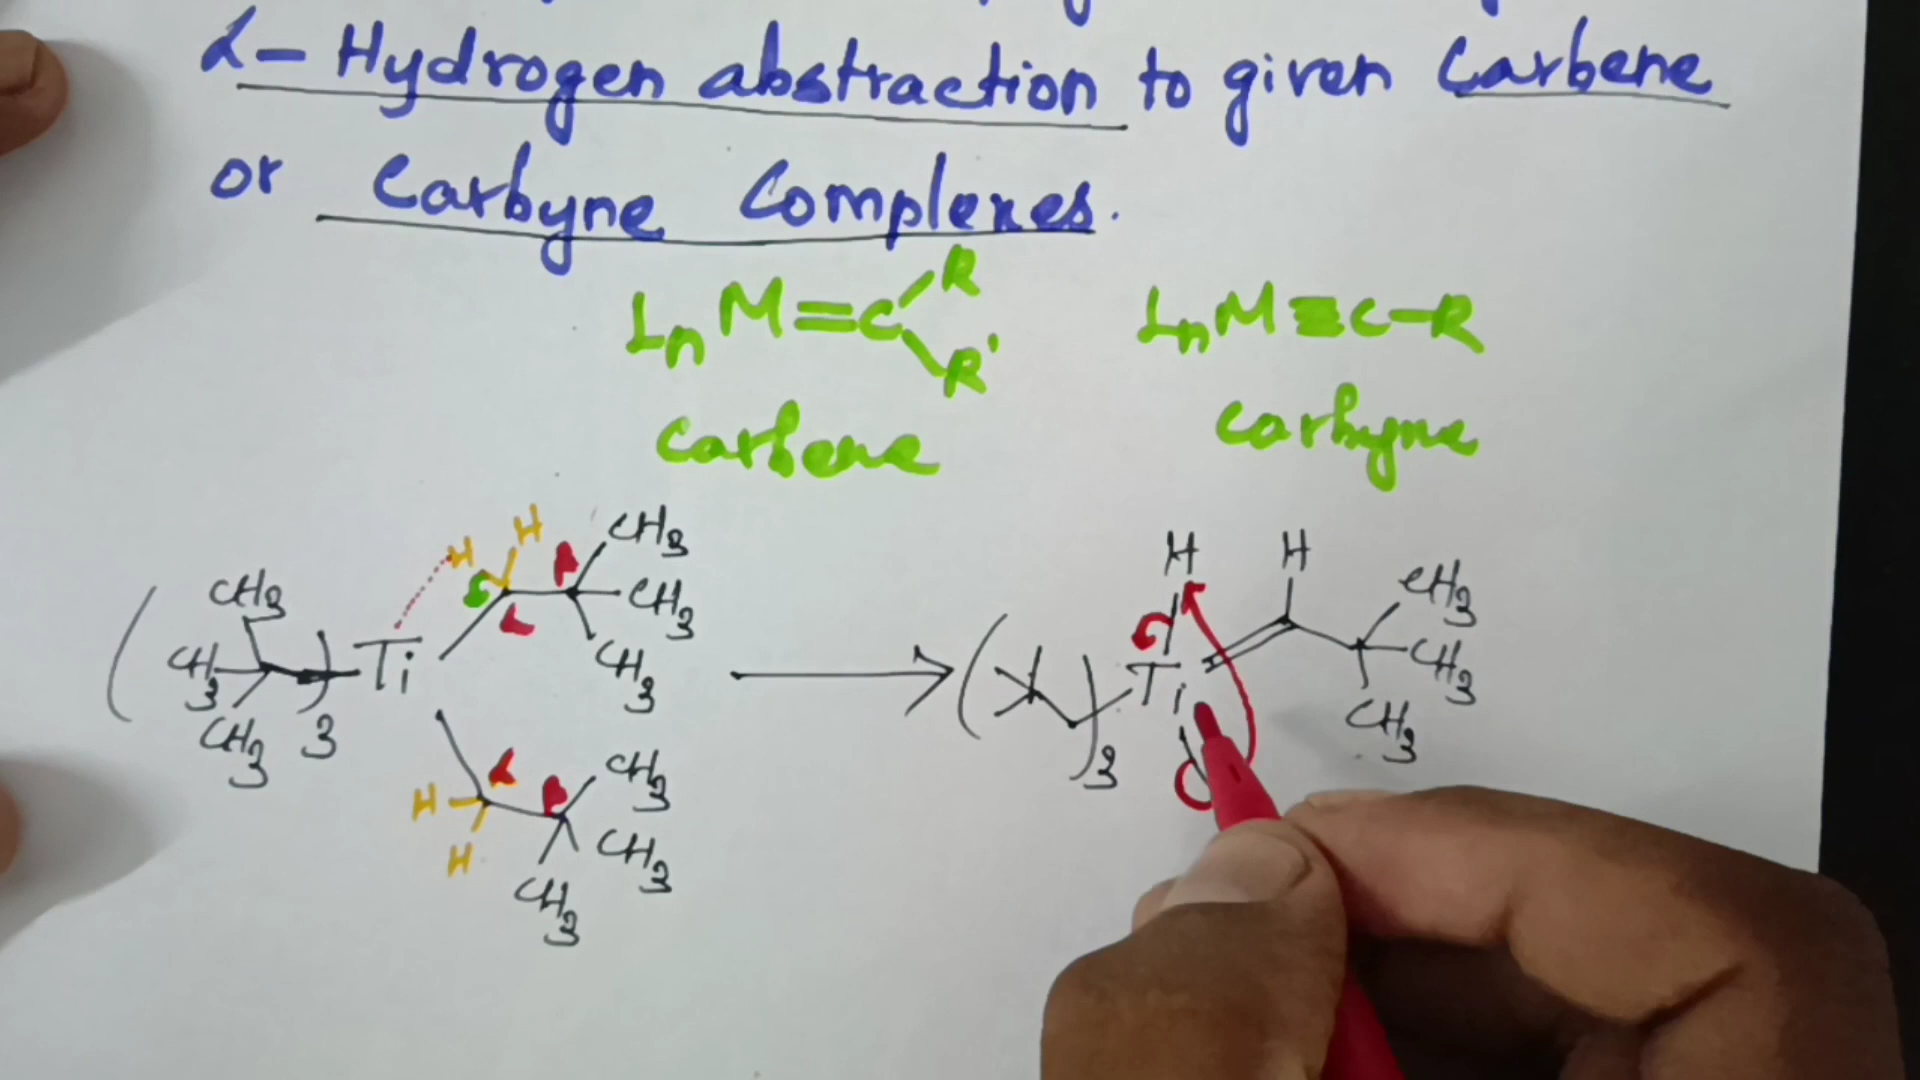 α- Hydrogen abstraction to given Carbene
or Carbyne Complexes.
LnM=C R R'
LnM≡C-R
Carbene
Carbyne
( CH3 CH3 CH3 )3 Ti H H CH3 CH3 CH3
α β
H H α β CH3 CH3 CH3
( )3 Ti H H CH3 CH3 CH3